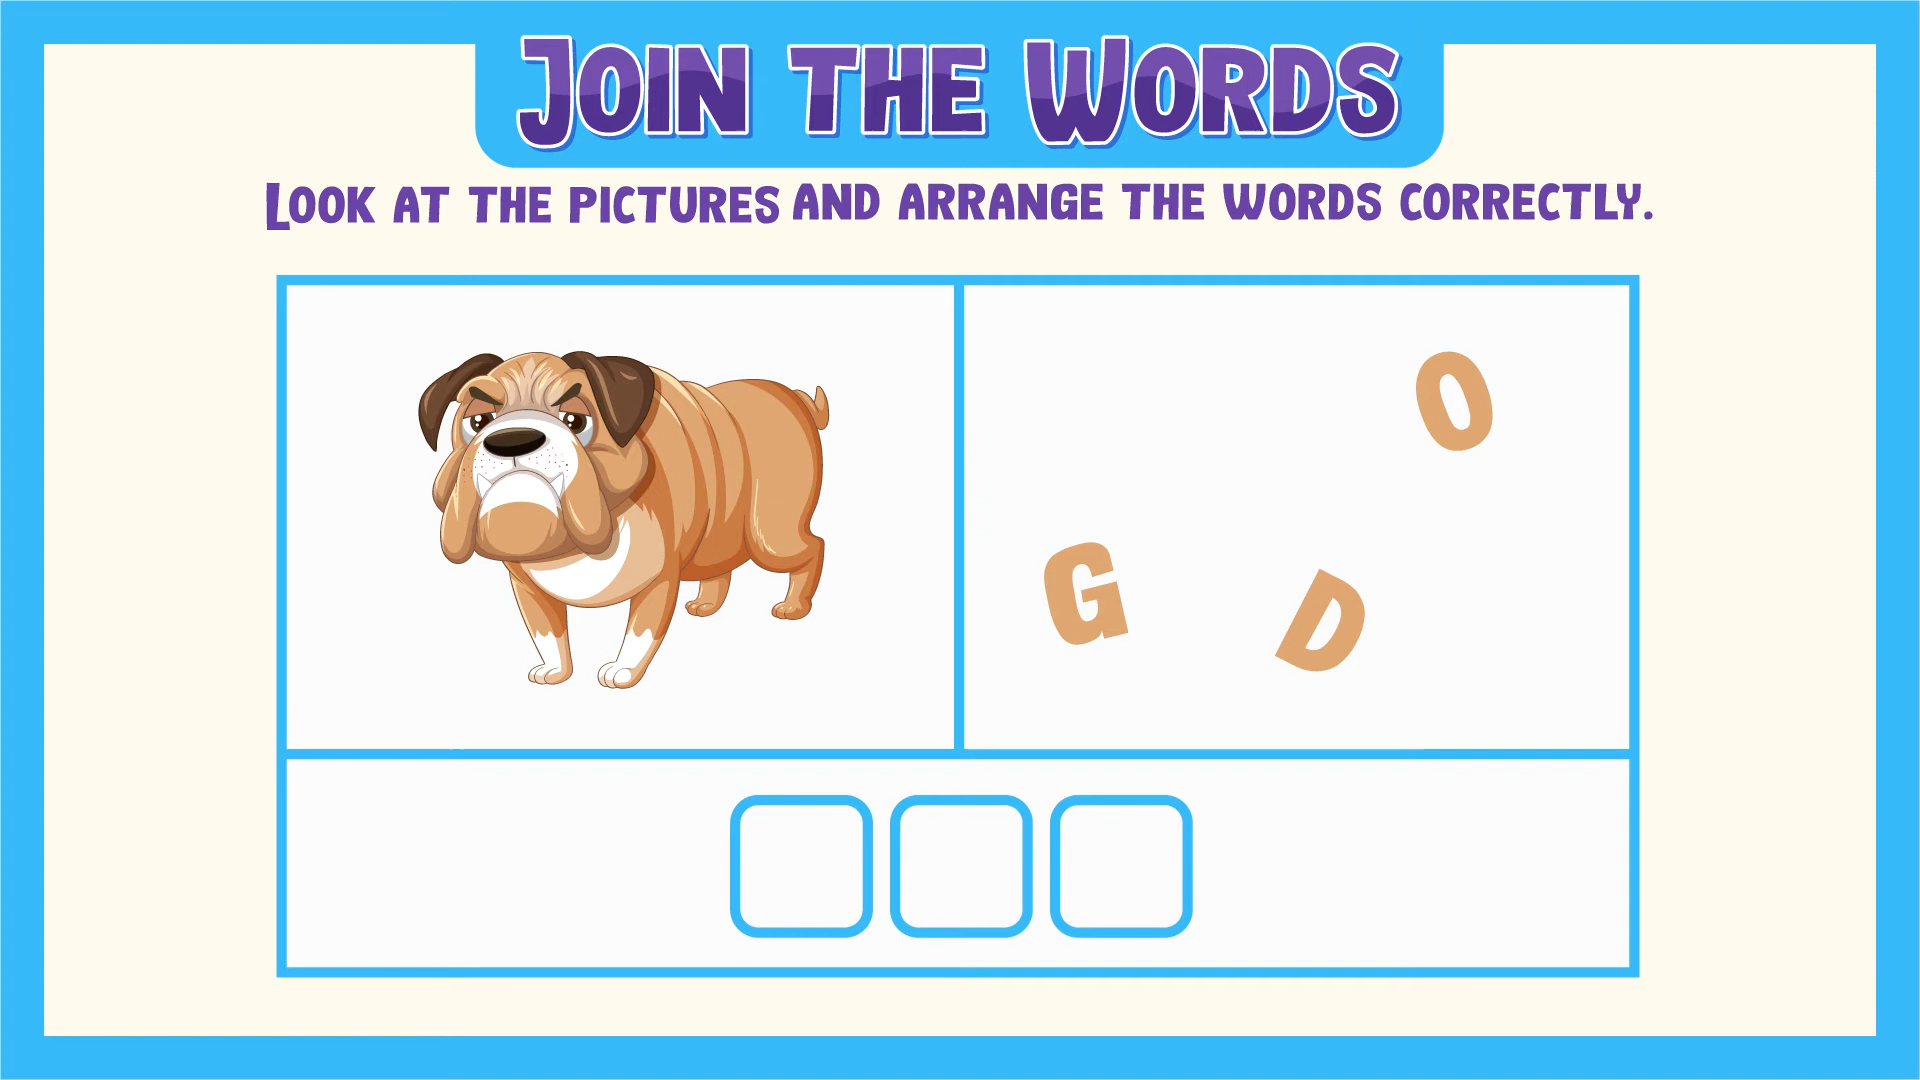 JOIN THE WORDS
LOOK AT THE PICTURES AND ARRANGE THE WORDS CORRECTLY.
O
G
D